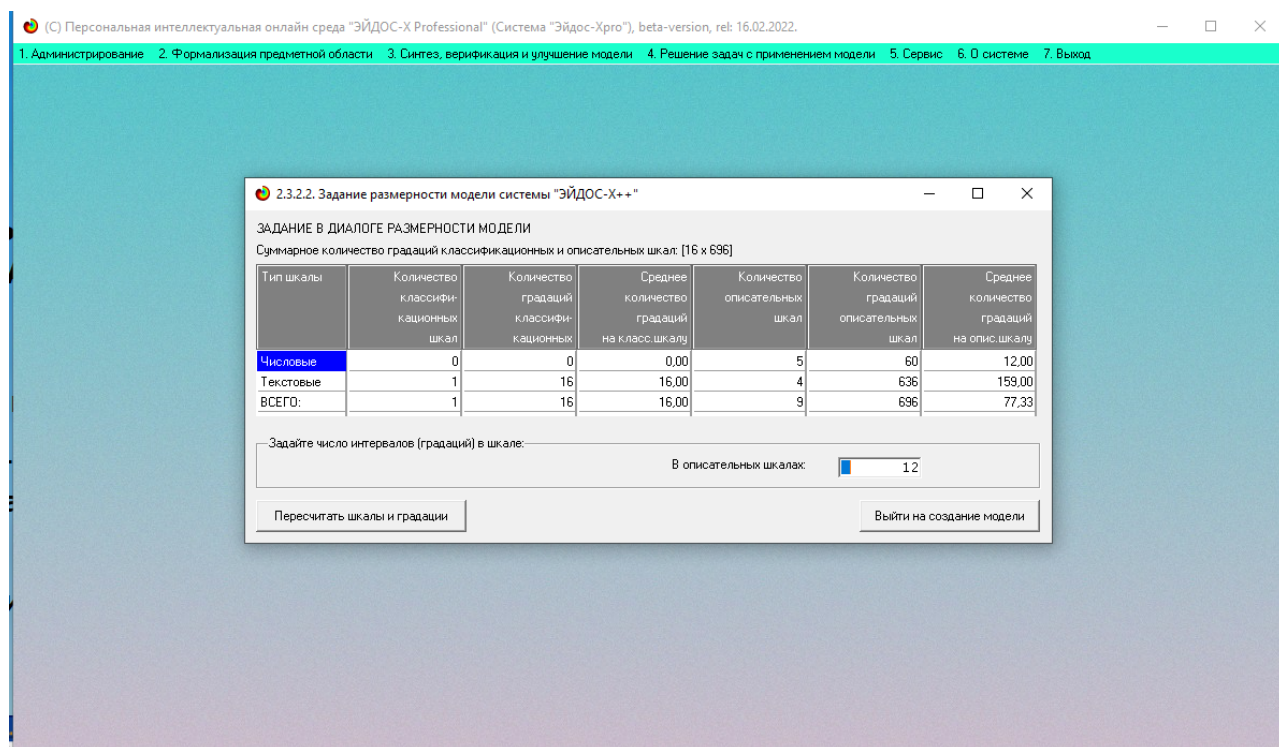 (C) Персональная интеллектуальная онлайн среда "ЭЙДОС-X Professional" (Система "Эйдос-Xpro"), beta-version, rel: 16.02.2022.
1. Администрирование 2. Формализация предметной области 3. Синтез, верификация и улучшение модели 4. Решение задач с применением модели 5. Сервис 6. О системе 7. Выход
2.3.2.2. Задание размерности модели системы "ЭЙДОС-X++"
ЗАДАНИЕ В ДИАЛОГЕ РАЗМЕРНОСТИ МОДЕЛИ
Суммарное количество градаций классификационных и описательных шкал: [16 x 696]
Тип шкалы Количество Количество Среднее Количество Количество Среднее
классифи- градаций количество описательных градаций количество
кационных классифи- градаций шкал описательных градаций
шкал кационных на класс.шкалу шкал на опис.шкалу
Числовые 0 0 0,00 5 60 12,00
Текстовые 1 16 16,00 4 636 159,00
ВСЕГО: 1 16 16,00 9 696 77,33
Задайте число интервалов (градаций) в шкале:
В описательных шкалах: 12
Пересчитать шкалы и градации Выйти на создание модели